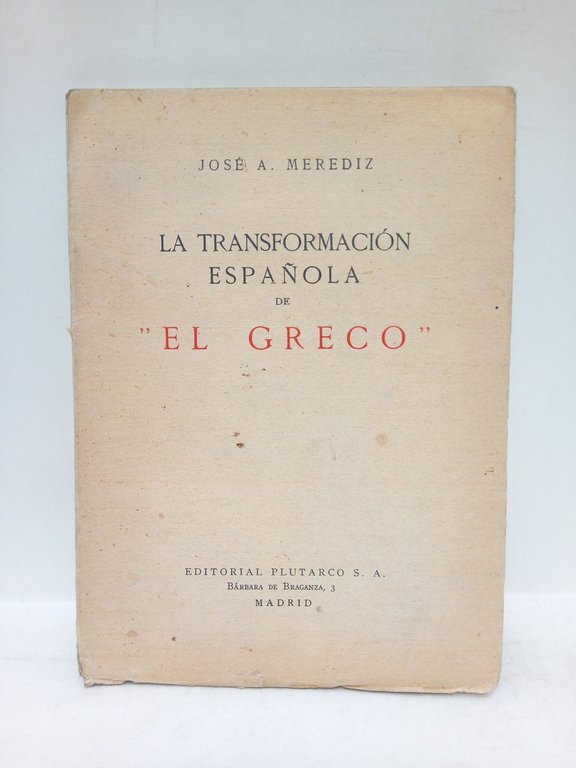 JOSÉ A. MEREDIZ
LA TRANSFORMACIÓN
ESPAÑOLA
DE
"EL GRECO"
EDITORIAL PLUTARCO S. A.
BÁRBARA DE BRAGANZA, 3
MADRID